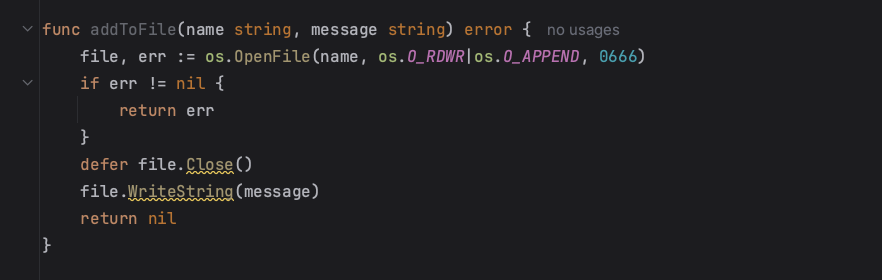 func addToFile(name string, message string) error {   no usages
    file, err := os.OpenFile(name, os.O_RDWR|os.O_APPEND, 0666)
    if err != nil {
        return err
    }
    defer file.Close()
    file.WriteString(message)
    return nil
}